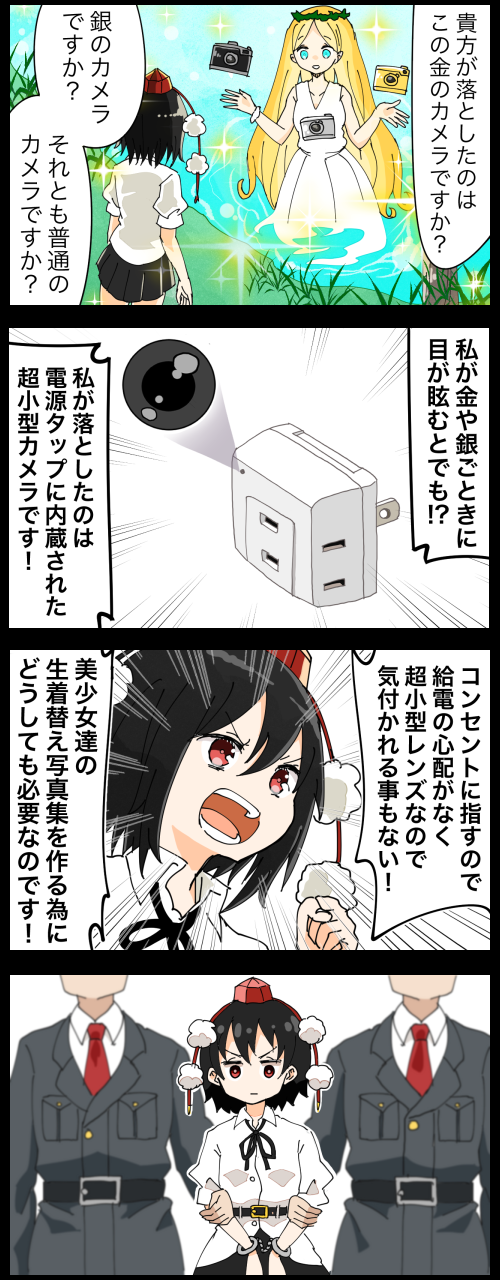 貴方が落としたのは
この金のカメラですか？
銀のカメラ
ですか？
それとも普通の
カメラですか？
私が金や銀ごときに
目が眩むとでも!?
私が落としたのは
電源タップに内蔵された
超小型カメラです！
コンセントに指すので
給電の心配がなく
超小型レンズなので
気付かれる事もない！
美少女達の
生着替え写真集を作る為に
どうしても必要なのです！